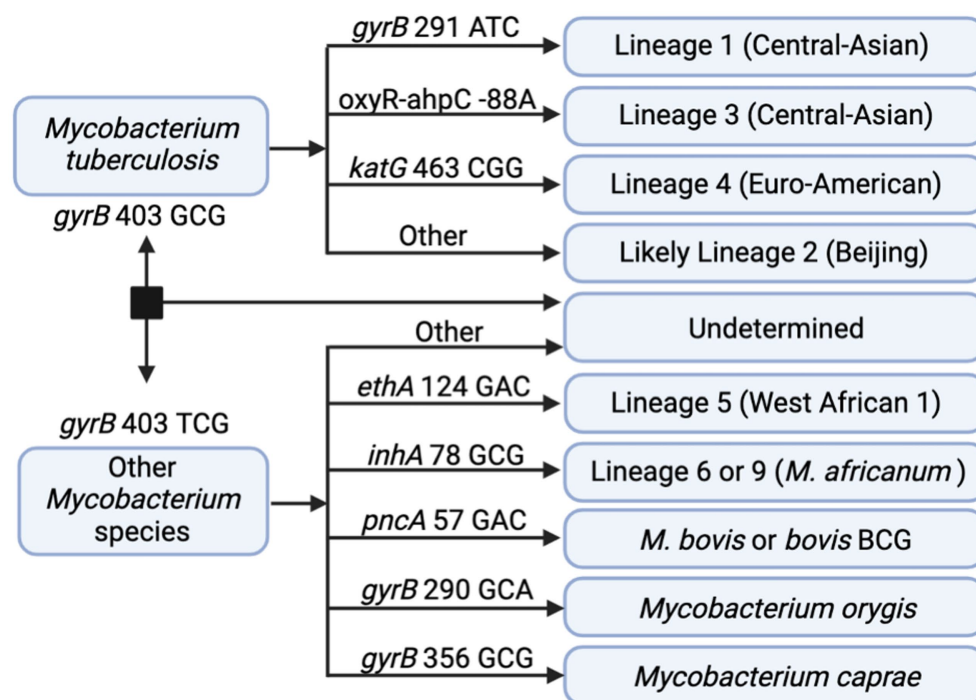 gyrB 291 ATC
Lineage 1 (Central-Asian)
oxyR-ahpC -88A
Lineage 3 (Central-Asian)
Mycobacterium
tuberculosis
katG 463 CGG
Lineage 4 (Euro-American)
gyrB 403 GCG
Other
Likely Lineage 2 (Beijing)
Undetermined
Other
ethA 124 GAC
Lineage 5 (West African 1)
gyrB 403 TCG
inhA 78 GCG
Lineage 6 or 9 (M. africanum)
Other
Mycobacterium
species
pncA 57 GAC
M. bovis or bovis BCG
gyrB 290 GCA
Mycobacterium orygis
gyrB 356 GCG
Mycobacterium caprae